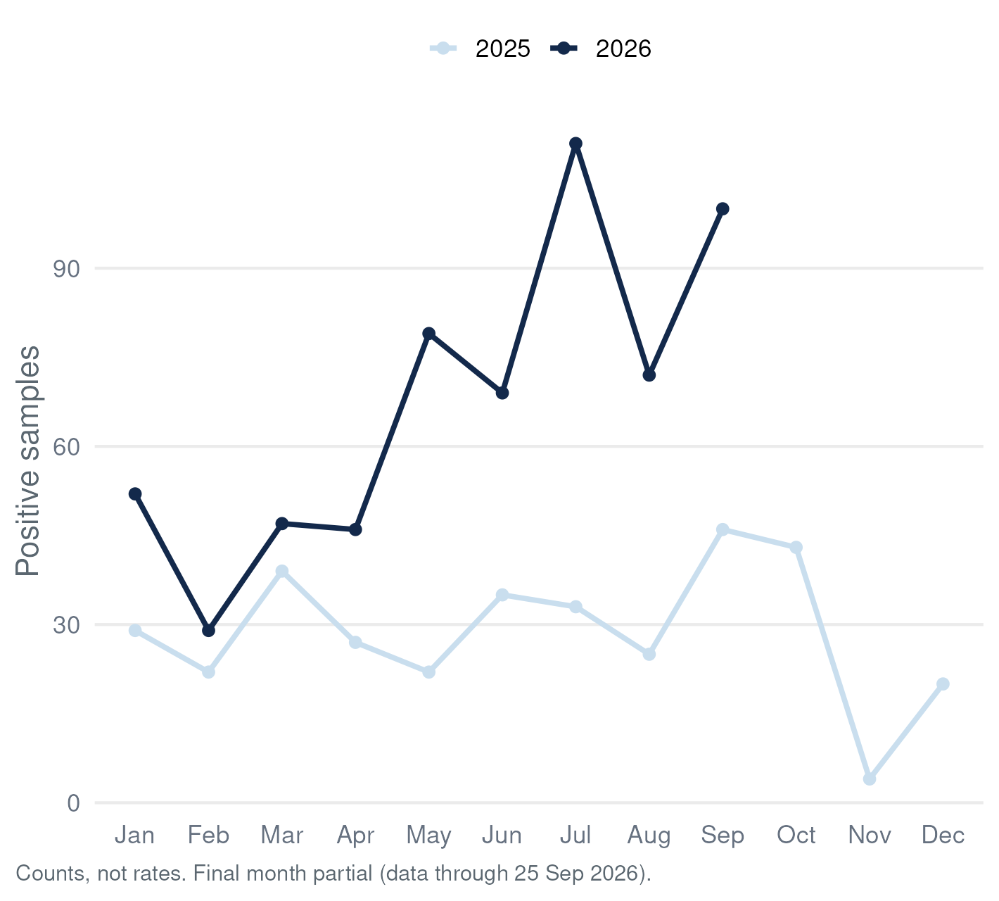 2025 2026
90
60
30
0
Positive samples
Jan Feb Mar Apr May Jun Jul Aug Sep Oct Nov Dec
Counts, not rates. Final month partial (data through 25 Sep 2026).